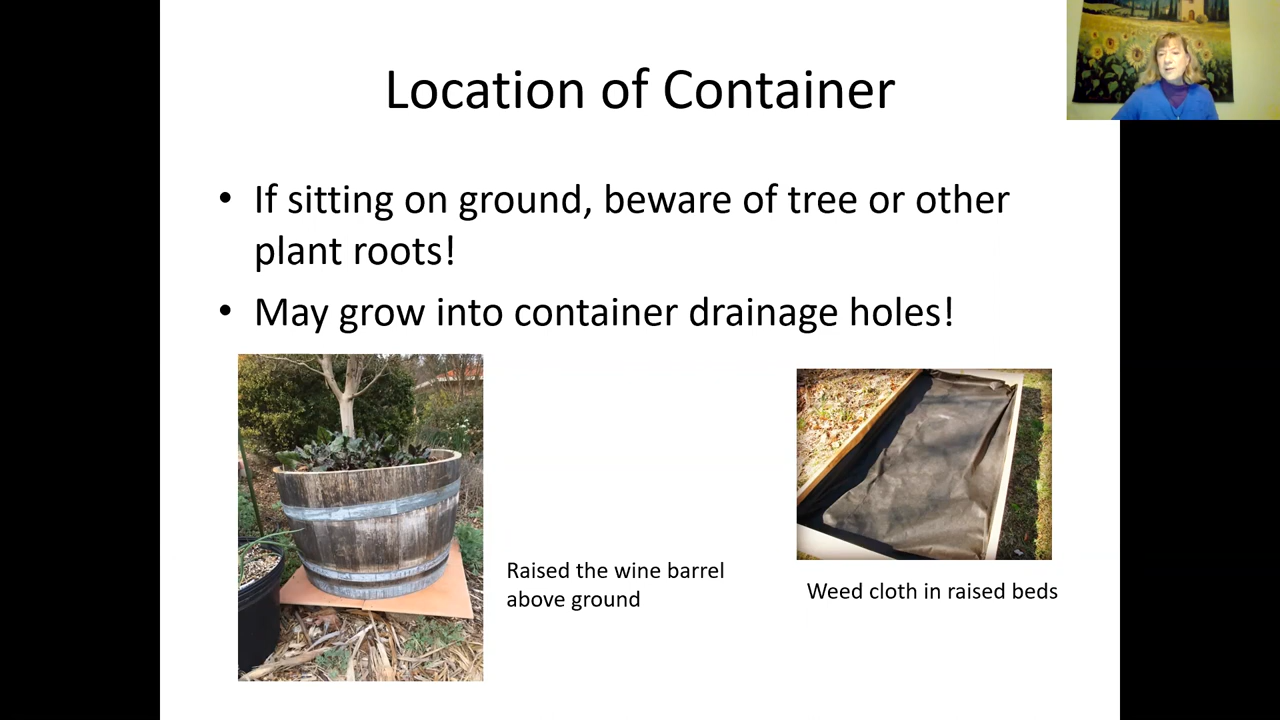 Location of Container
• If sitting on ground, beware of tree or other
plant roots!
• May grow into container drainage holes!
Raised the wine barrel
above ground
Weed cloth in raised beds